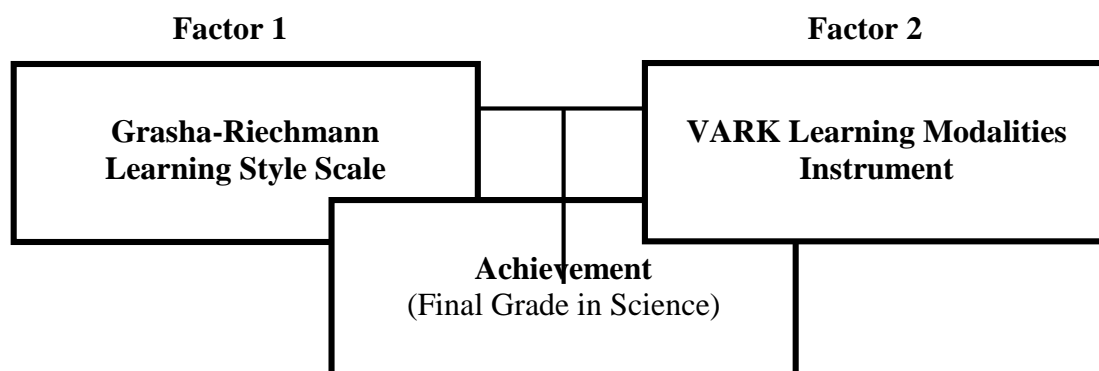 Factor 1
Factor 2
Grasha-Riechmann
Learning Style Scale
VARK Learning Modalities
Instrument
Achievement
(Final Grade in Science)